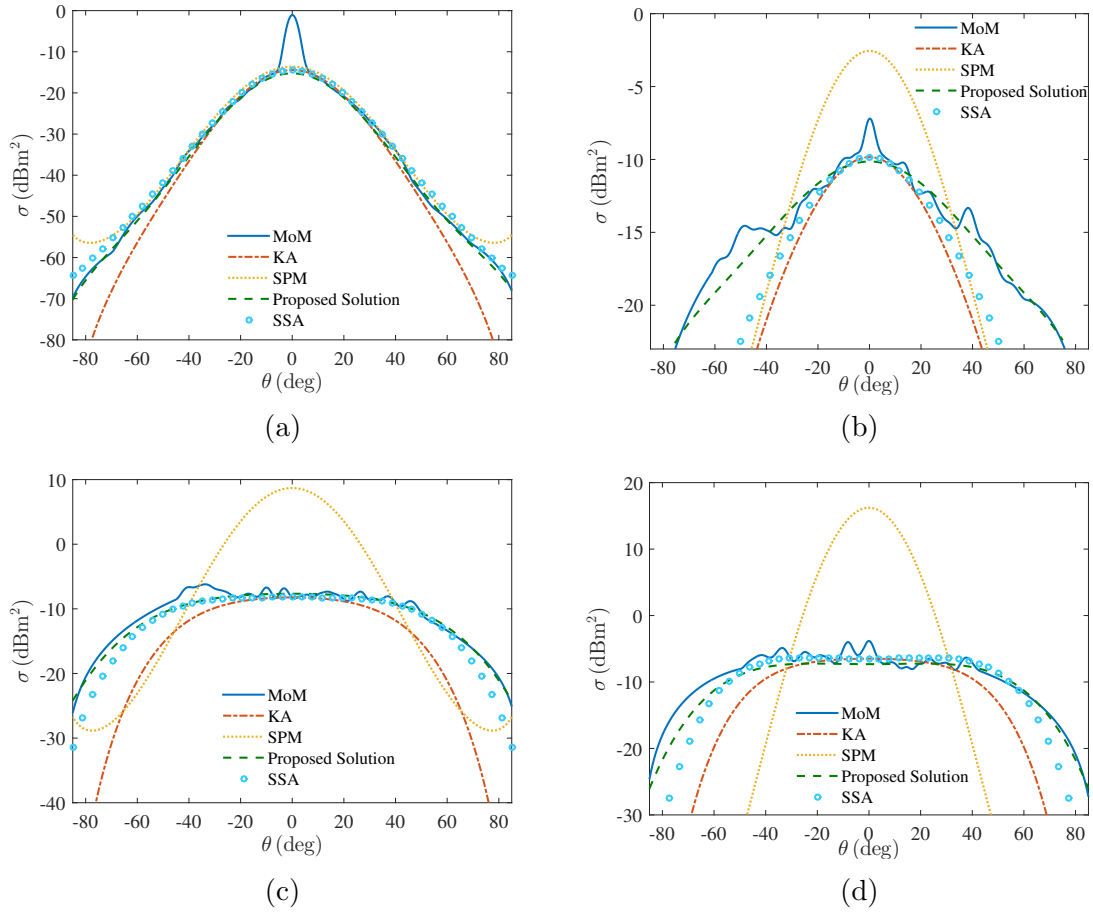 0
-10
-20
-30
-40
-50
-60
-70
-80
σ (dBm²)
MoM
KA
SPM
Proposed Solution
SSA
-80 -60 -40 -20 0 20 40 60 80
θ (deg)
(a)
0
-5
-10
-15
-20
σ (dBm²)
MoM
KA
SPM
Proposed Solution
SSA
-80 -60 -40 -20 0 20 40 60 80
θ (deg)
(b)
10
0
-10
-20
-30
-40
σ (dBm²)
MoM
KA
SPM
Proposed Solution
SSA
-80 -60 -40 -20 0 20 40 60 80
θ (deg)
(c)
20
10
0
-10
-20
-30
σ (dBm²)
MoM
KA
SPM
Proposed Solution
SSA
-80 -60 -40 -20 0 20 40 60 80
θ (deg)
(d)